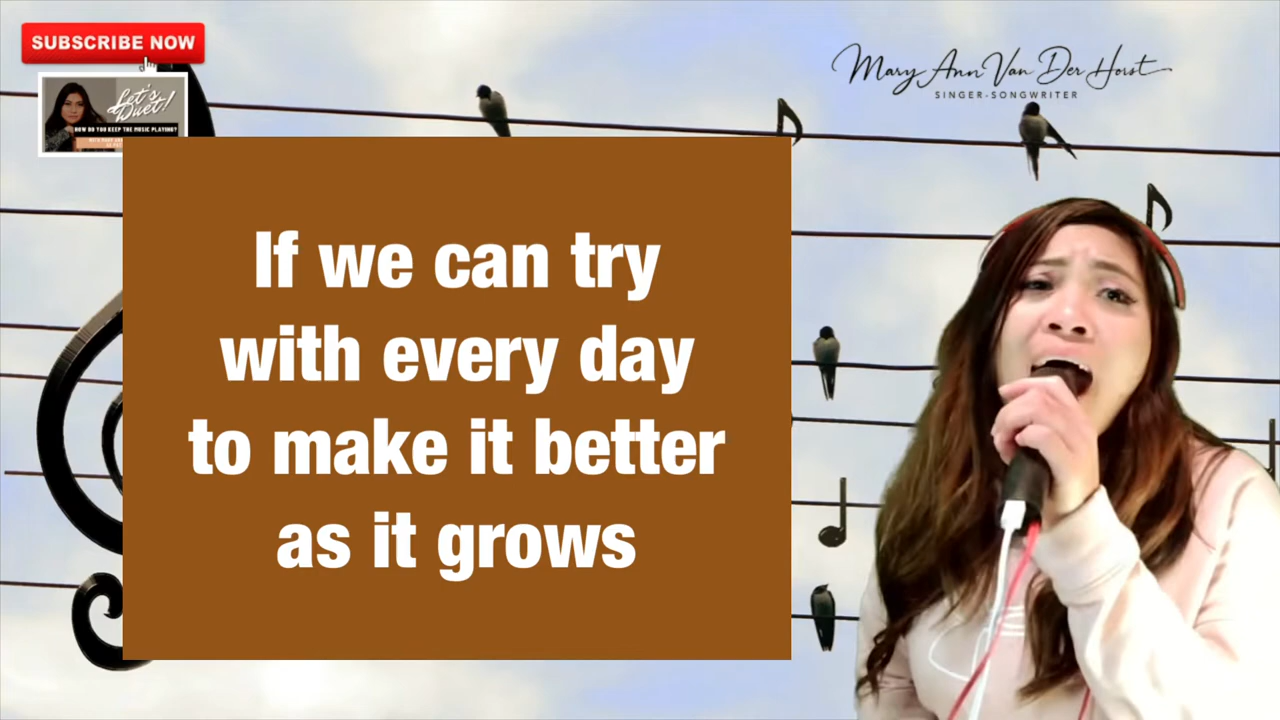 SUBSCRIBE NOW
Let's
Duet!
HOW DO YOU KEEP THE MUSIC PLAYING?
Mary Ann Van Der Horst
SINGER-SONGWRITER
If we can try
with every day
to make it better
as it grows